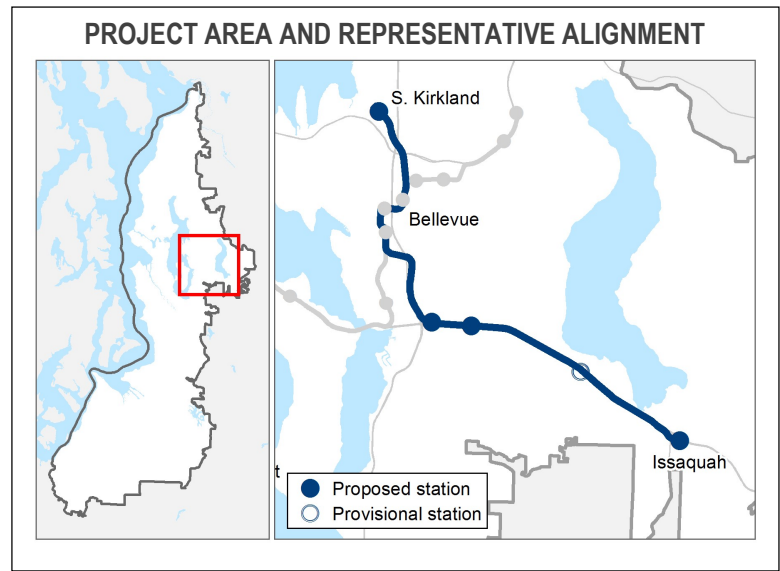 PROJECT AREA AND REPRESENTATIVE ALIGNMENT
S. Kirkland
Bellevue
Issaquah
t
Proposed station
Provisional station